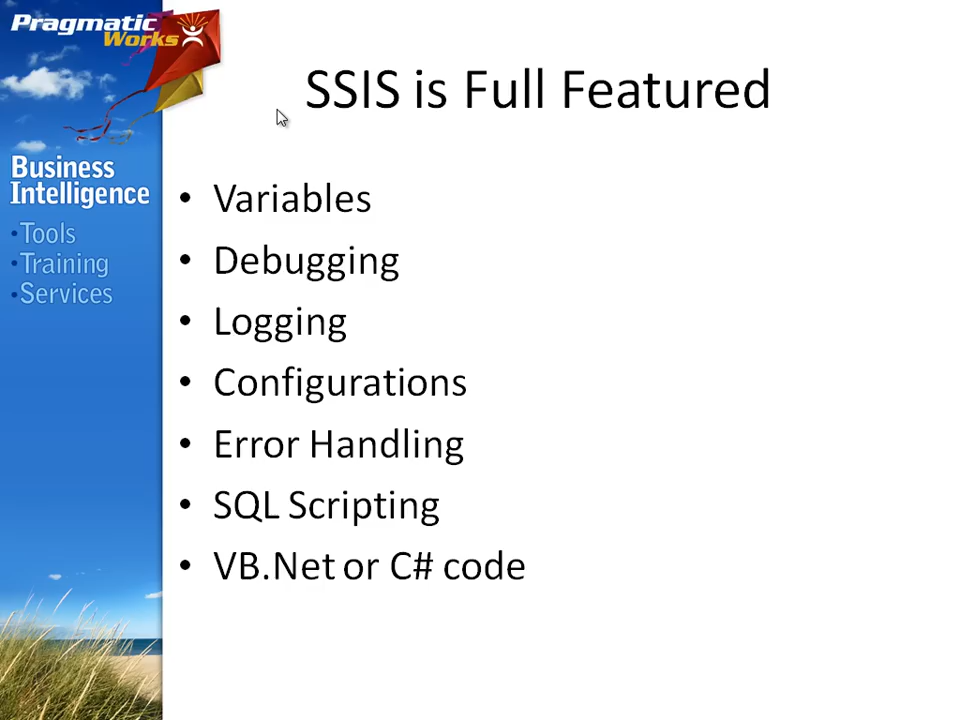 Pragmatic
Works
Business
Intelligence
•Tools
•Training
•Services
SSIS is Full Featured
• Variables
• Debugging
• Logging
• Configurations
• Error Handling
• SQL Scripting
• VB.Net or C# code